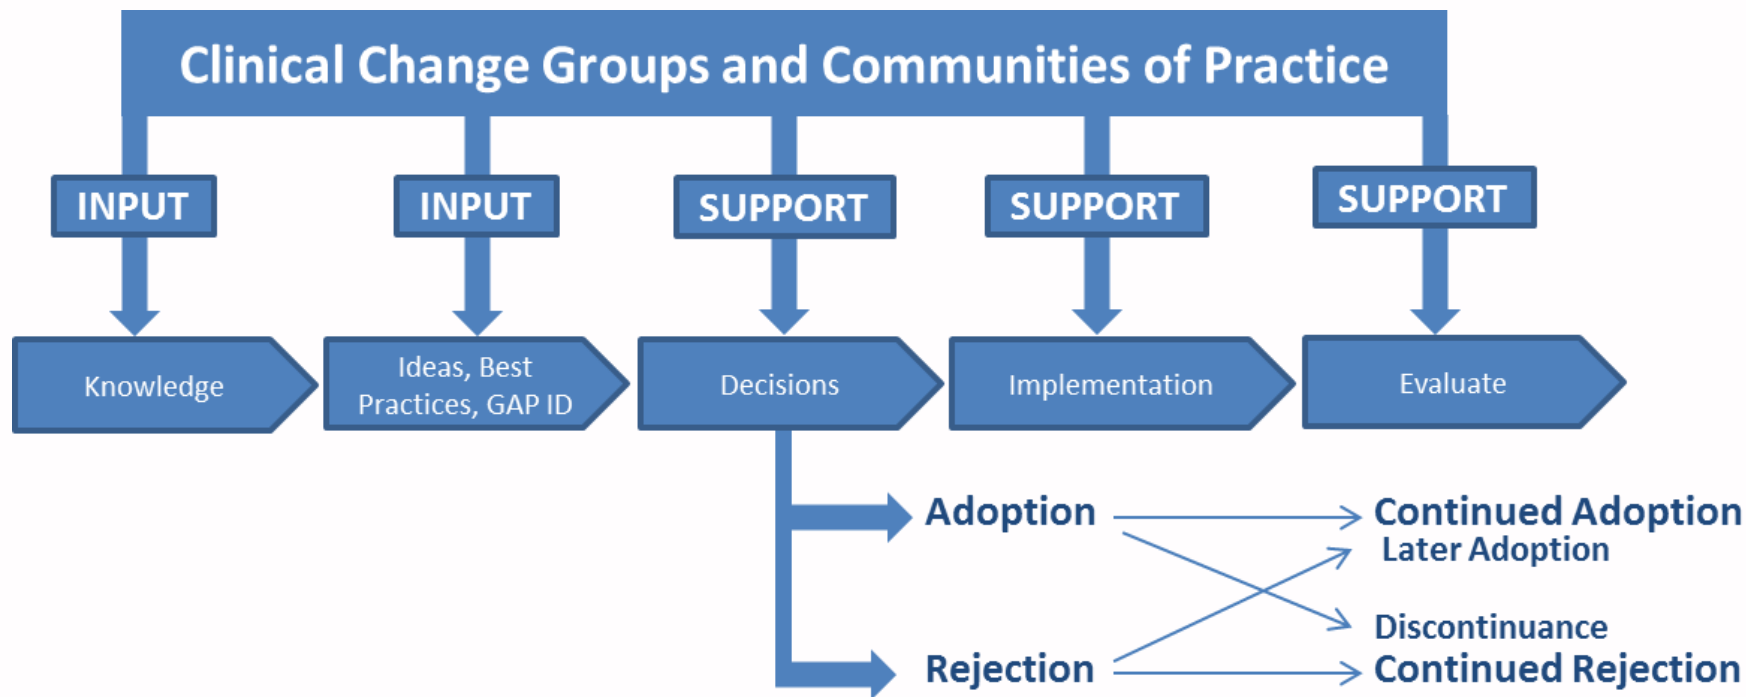 Clinical Change Groups and Communities of Practice
INPUT
INPUT
SUPPORT
SUPPORT
SUPPORT
Knowledge
Ideas, Best
Practices, GAP ID
Decisions
Implementation
Evaluate
Adoption
Continued Adoption
Later Adoption
Discontinuance
Rejection
Continued Rejection